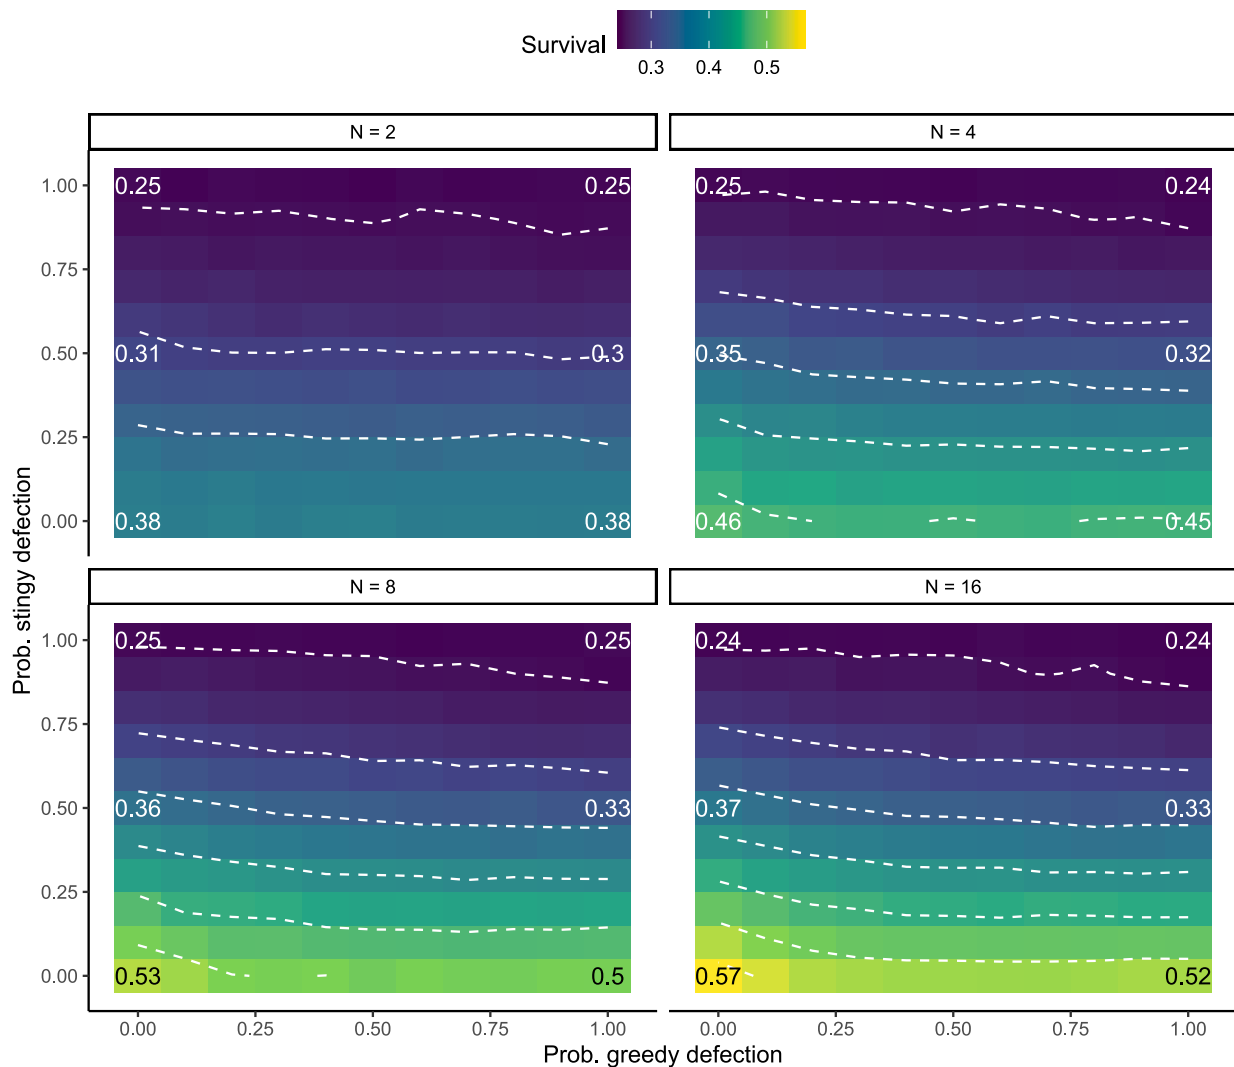 Survival
0.3 0.4 0.5
N = 2 N = 4
1.00 0.25 0.25 0.25 0.24
0.75
0.50 0.31 0.3 0.35 0.32
0.25
0.00 0.38 0.38 0.46 0.45
Prob. stingy defection
N = 8 N = 16
1.00 0.25 0.25 0.24 0.24
0.75
0.50 0.36 0.33 0.37 0.33
0.25
0.00 0.53 0.5 0.57 0.52
0.00 0.25 0.50 0.75 1.00 0.00 0.25 0.50 0.75 1.00
Prob. greedy defection